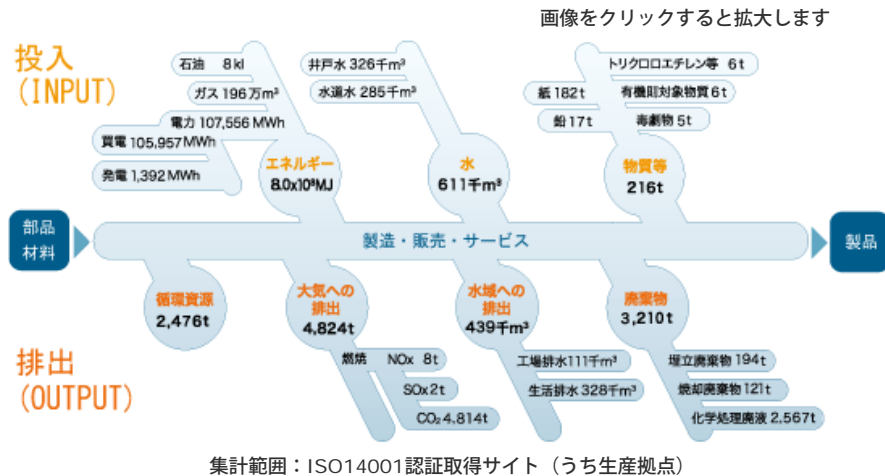 画像をクリックすると拡大します
投入
(INPUT)
石油 8kl
ガス 196万m³
電力 107,556 MWh
買電 105,957MWh
発電 1,392MWh
エネルギー
8.0x10⁸MJ
井戸水 326千m³
水道水 285千m³
水
611千m³
トリクロロエチレン等 6t
紙 182t
有機則対象物質 6t
鉛 17t
毒劇物 5t
物質等
216t
部品
材料
製造・販売・サービス
製品
循環資源
2,476t
大気への
排出
4,824t
水域への
排出
439千m³
廃棄物
3,210t
排出
(OUTPUT)
燃焼 NOx 8t
SOx 2t
CO₂ 4,814t
工場排水 111千m³
生活排水 328千m³
埋立廃棄物 194t
焼却廃棄物 121t
化学処理廃液 2,567t
集計範囲：ISO14001認証取得サイト（うち生産拠点）